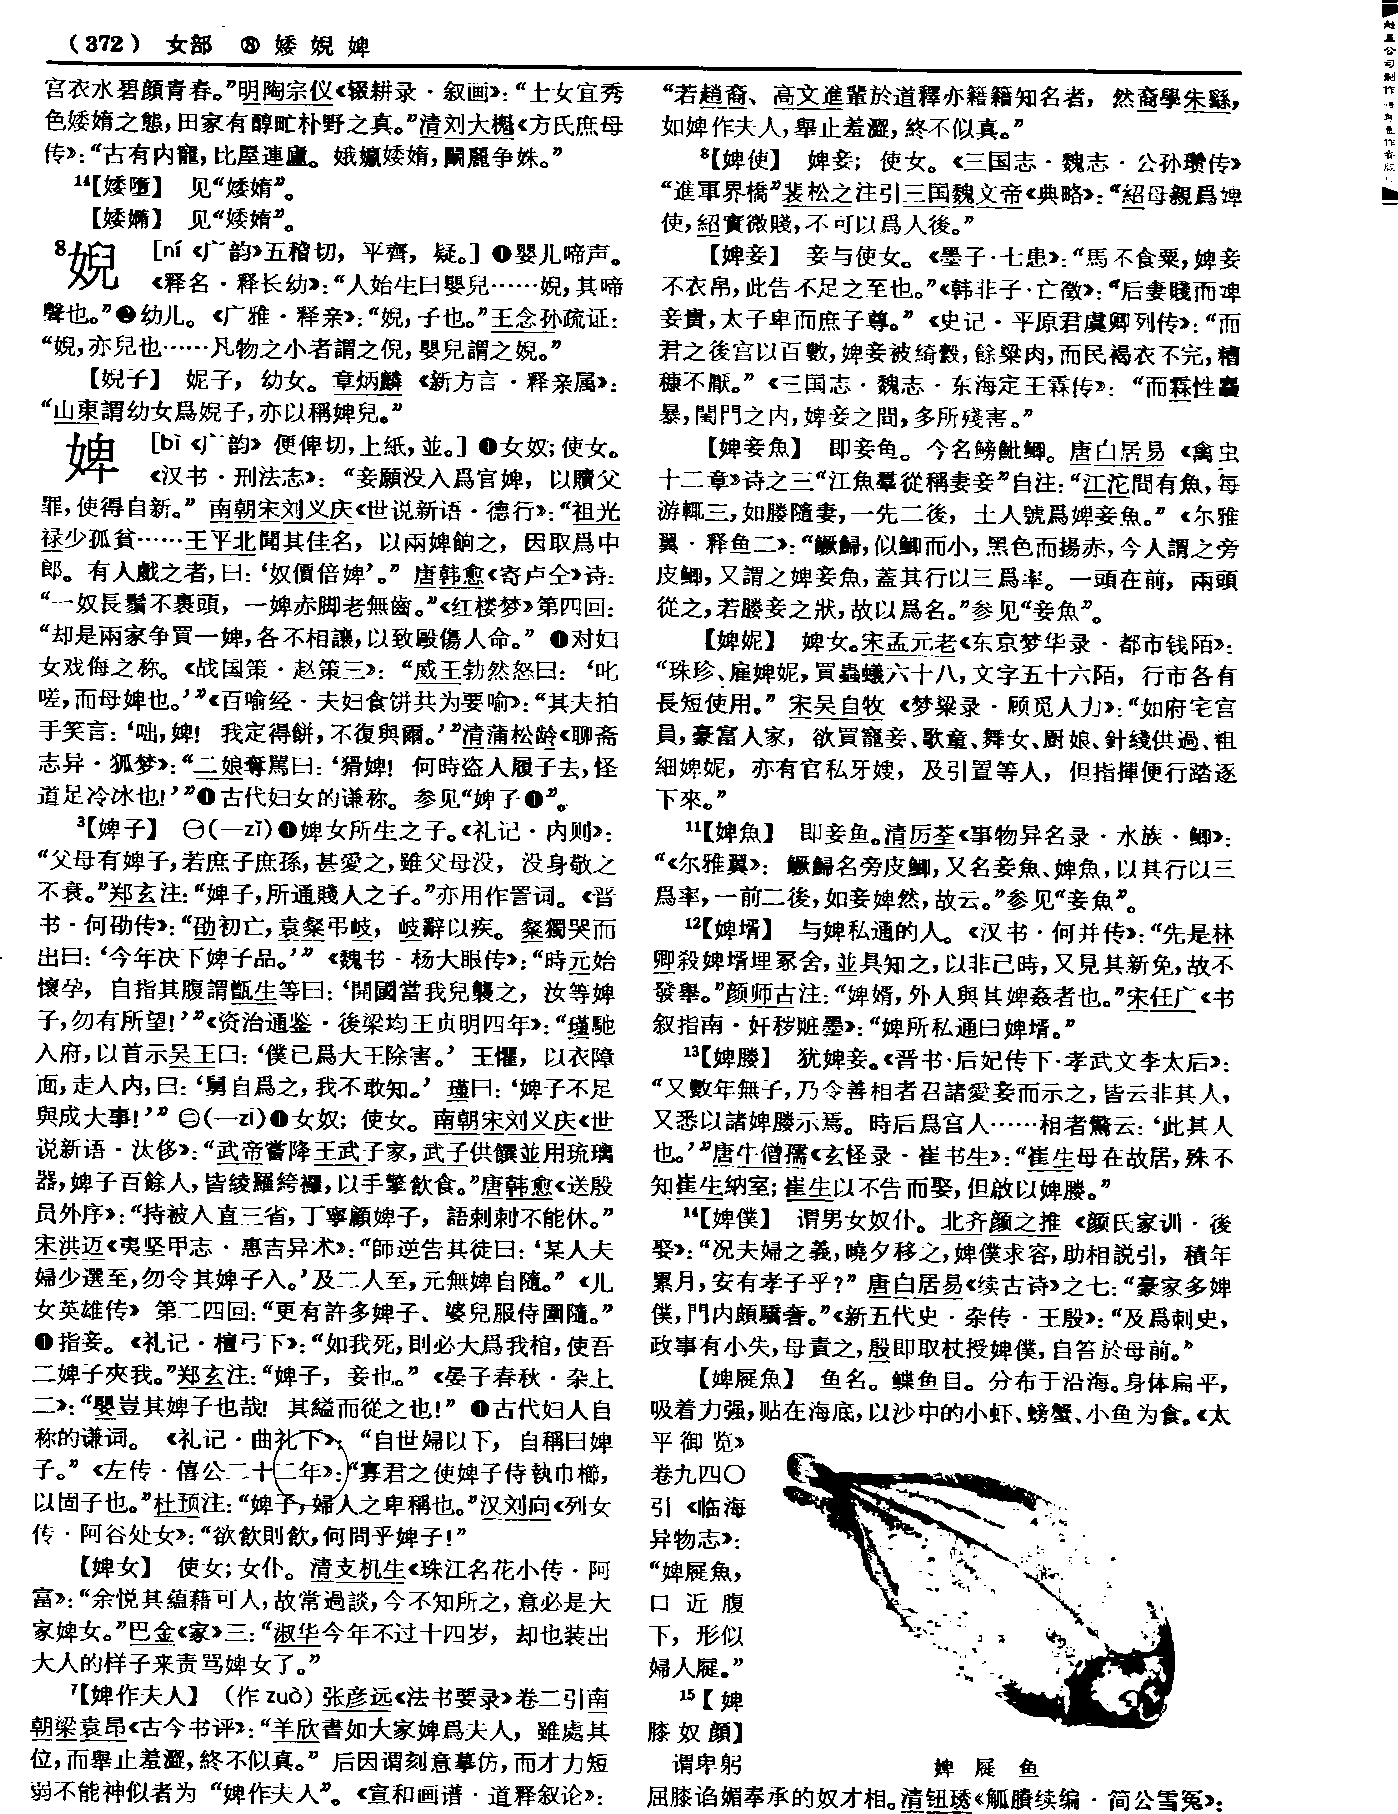 （372） 女部 ⑧ 婑婗婢
宫衣水碧顔青春。”明陶宗仪《辍耕录·叙画》：“士女宜秀
色婑媠之態，田家有醇甿朴野之真。”清刘大櫆《方氏庶母
传》：“古有内寵，比屋連廬。娥嬿婑媠，鬭麗争姝。”
14【婑墮】 见“婑媠”。
【婑嫷】 见“婑媠”。
8婗 ［ní《广韵》五稽切，平齊，疑。］❶嬰儿啼声。
《释名·释长幼》：“人始生曰嬰兒……婗，其啼
聲也。”❷幼儿。《广雅·释亲》：“婗，子也。”王念孙疏证：
“婗，亦兒也……凡物之小者謂之倪，嬰兒謂之婗。”
【婗子】 妮子，幼女。章炳麟《新方言·释亲属》：
“山東謂幼女爲婗子，亦以稱婢兒。”
婢 ［bì《广韵》便俾切，上紙，並。］❶女奴；使女。
《汉书·刑法志》：“妾願没入爲官婢，以贖父
罪，使得自新。”南朝宋刘义庆《世说新语·德行》：“祖光
禄少孤貧……王平北聞其佳名，以兩婢餉之，因取爲中
郎。有人戲之者，曰：‘奴價倍婢’。”唐韩愈《寄卢仝》诗：
“一奴長鬚不裹頭，一婢赤脚老無齒。”《红楼梦》第四回：
“却是兩家争買一婢，各不相讓，以致毆傷人命。”❶对妇
女戏侮之称。《战国策·赵策三》：“威王勃然怒曰：‘叱
嗟，而母婢也。’”《百喻经·夫妇食饼共为要喻》：“其夫拍
手笑言：‘咄，婢！我定得餅，不復與爾。’”清蒲松龄《聊斋
志异·狐梦》：“二娘奪罵曰：‘猾婢！何時盗人履子去，怪
道足冷冰也！’”❶古代妇女的谦称。参见“婢子❶”。
3【婢子】 ㊀（—zǐ）❶婢女所生之子。《礼记·内则》：
“父母有婢子，若庶子庶孫，甚愛之，雖父母没，没身敬之
不衰。”郑玄注：“婢子，所通賤人之子。”亦用作詈词。《晋
书·何劭传》：“劭初亡，袁粲弔岐，岐辭以疾。粲獨哭而
出曰：‘今年决下婢子品。’”《魏书·杨大眼传》：“時元始
懷孕，自指其腹謂甑生等曰：‘開國當我兒襲之，汝等婢
子，勿有所望！’”《资治通鉴·後梁均王贞明四年》：“瑾馳
入府，以首示吴王曰：‘僕已爲大王除害。’王懼，以衣障
面，走入内，曰：‘舅自爲之，我不敢知。’瑾曰：‘婢子不足
與成大事！’”㊁（—zi）❶女奴；使女。南朝宋刘义庆《世
说新语·汰侈》：“武帝嘗降王武子家，武子供饌並用琉璃
器，婢子百餘人，皆綾羅絝襬，以手擎飲食。”唐韩愈《送殷
员外序》：“持被入直三省，丁寧顧婢子，語刺刺不能休。”
宋洪迈《夷坚甲志·惠吉异术》：“師逆告其徒曰：‘某人夫
婦少選至，勿令其婢子入。’及二人至，元無婢自隨。”《儿
女英雄传》第二四回：“更有許多婢子、婆兒服侍圍隨。”
❶指妾。《礼记·檀弓下》：“如我死，則必大爲我棺，使吾
二婢子夾我。”郑玄注：“婢子，妾也。”《晏子春秋·杂上
二》：“嬰豈其婢子也哉！其縊而從之也！”❶古代妇人自
称的谦词。《礼记·曲礼下》：“自世婦以下，自稱曰婢
子。”《左传·僖公二十二年》：“寡君之使婢子侍執巾櫛，
以固子也。”杜预注：“婢子，婦人之卑稱也。”汉刘向《列女
传·阿谷处女》：“欲飲則飲，何問乎婢子！”
【婢女】 使女；女仆。清支机生《珠江名花小传·阿
富》：“余悦其藴藉可人，故常過談，今不知所之，意必是大
家婢女。”巴金《家》三：“淑华今年不过十四岁，却也装出
大人的样子来责骂婢女了。”
7【婢作夫人】 （作zuò）张彦远《法书要录》卷二引南
朝梁袁昂《古今书评》：“羊欣書如大家婢爲夫人，雖處其
位，而舉止羞澀，終不似真。”后因谓刻意摹仿，而才力短
弱不能神似者为“婢作夫人”。《宣和画谱·道释叙论》：
“若趙裔、高文進輩於道釋亦籍籍知名者，然裔學朱繇，
如婢作夫人，舉止羞澀，終不似真。”
8【婢使】 婢妾；使女。《三国志·魏志·公孙瓒传》
“進軍界橋”裴松之注引三国魏文帝《典略》：“紹母親爲婢
使，紹實微賤，不可以爲人後。”
【婢妾】 妾与使女。《墨子·七患》：“馬不食粟，婢妾
不衣帛，此告不足之至也。”《韩非子·亡徵》：“后妻賤而婢
妾貴，太子卑而庶子尊。”《史记·平原君虞卿列传》：“而
君之後宫以百數，婢妾被綺縠，餘粱肉，而民褐衣不完，糟
糠不厭。”《三国志·魏志·东海定王霖传》：“而霖性麤
暴，閨門之内，婢妾之間，多所殘害。”
【婢妾魚】 即妾鱼。今名鳑鲏鲫。唐白居易《禽虫
十二章》诗之三“江魚羣從稱妻妾”自注：“江沱間有魚，每
游輒三，如媵隨妻，一先二後，土人號爲婢妾魚。”《尔雅
翼·释鱼二》：“鱖鯞，似鯽而小，黑色而揚赤，今人謂之旁
皮鯽，又謂之婢妾魚，蓋其行以三爲率。一頭在前，兩頭
從之，若媵妾之狀，故以爲名。”参见“妾魚”。
【婢妮】 婢女。宋孟元老《东京梦华录·都市钱陌》：
“珠珍、雇婢妮，買蟲蟻六十八，文字五十六陌，行市各有
長短使用。”宋吴自牧《梦粱录·顾觅人力》：“如府宅官
員，豪富人家，欲買寵妾、歌童、舞女、厨娘、針綫供過、粗
細婢妮，亦有官私牙嫂，及引置等人，但指揮便行踏逐
下來。”
11【婢魚】 即妾鱼。清厉荃《事物异名录·水族·鲫》：
“《尔雅翼》：鱖鯞名旁皮鯽，又名妾魚、婢魚，以其行以三
爲率，一前二後，如妾婢然，故云。”参见“妾魚”。
12【婢壻】 与婢私通的人。《汉书·何并传》：“先是林
卿殺婢壻埋冢舍，並具知之，以非己時，又見其新免，故不
發舉。”颜师古注：“婢婿，外人與其婢姦者也。”宋任广《书
叙指南·奸秽赃墨》：“婢所私通曰婢壻。”
13【婢媵】 犹婢妾。《晋书·后妃传下·孝武文李太后》：
“又數年無子，乃令善相者召諸愛妾而示之，皆云非其人，
又悉以諸婢媵示焉。時后爲宫人……相者驚云：‘此其人
也。’”唐牛僧孺《玄怪录·崔书生》：“崔生母在故居，殊不
知崔生納室；崔生以不告而娶，但啟以婢媵。”
14【婢僕】 谓男女奴仆。北齐颜之推《颜氏家训·後
娶》：“况夫婦之義，曉夕移之，婢僕求容，助相説引，積年
累月，安有孝子乎？”唐白居易《续古诗》之七：“豪家多婢
僕，門内頗驕奢。”《新五代史·杂传·王殷》：“及爲刺史，
政事有小失，母責之，殷即取杖授婢僕，自笞於母前。”
【婢屣魚】 鱼名。鲽鱼目。分布于沿海。身体扁平，
吸着力强，贴在海底，以沙中的小虾、螃蟹、小鱼为食。《太
平御览》
卷九四〇
引《临海
异物志》：
“婢屣魚，
口近腹
下，形似
婦人屣。”
15【婢
膝奴顔】
谓卑躬
屈膝谄媚奉承的奴才相。清钮琇《觚賸续编·简公雪冤》：
婢屣鱼